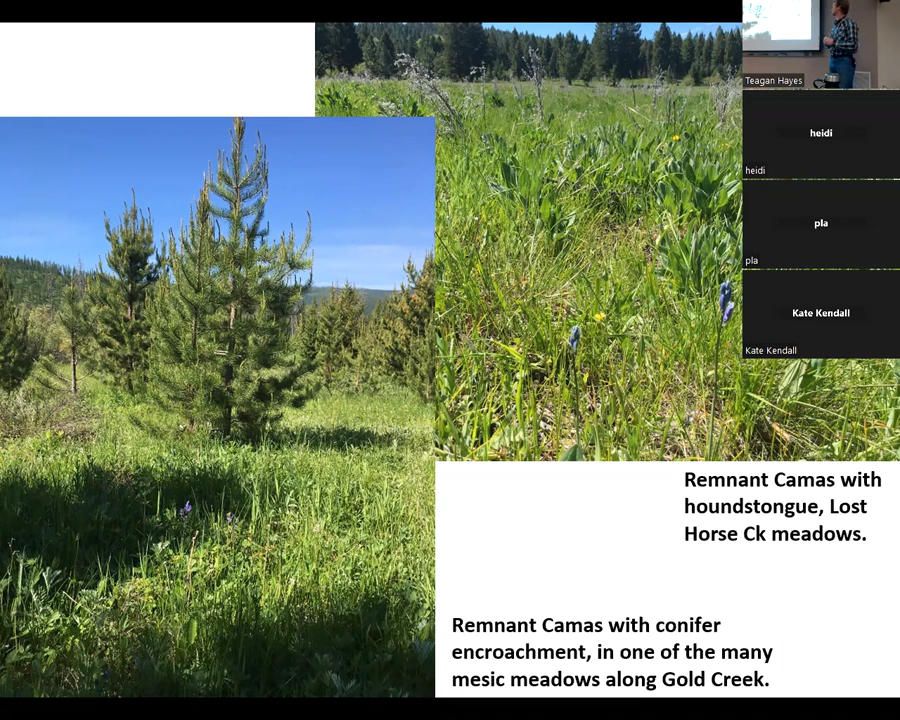 Teagan Hayes
heidi
heidi
pla
pla
Kate Kendall
Kate Kendall
Remnant Camas with
houndstongue, Lost
Horse Ck meadows.
Remnant Camas with conifer
encroachment, in one of the many
mesic meadows along Gold Creek.